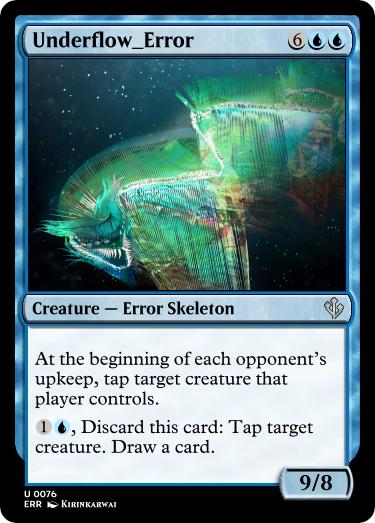 Underflow_Error 6
Creature — Error Skeleton
At the beginning of each opponent's
upkeep, tap target creature that
player controls.
1, Discard this card: Tap target
creature. Draw a card.
9/8
U 0076
ERR Kirinkarwai